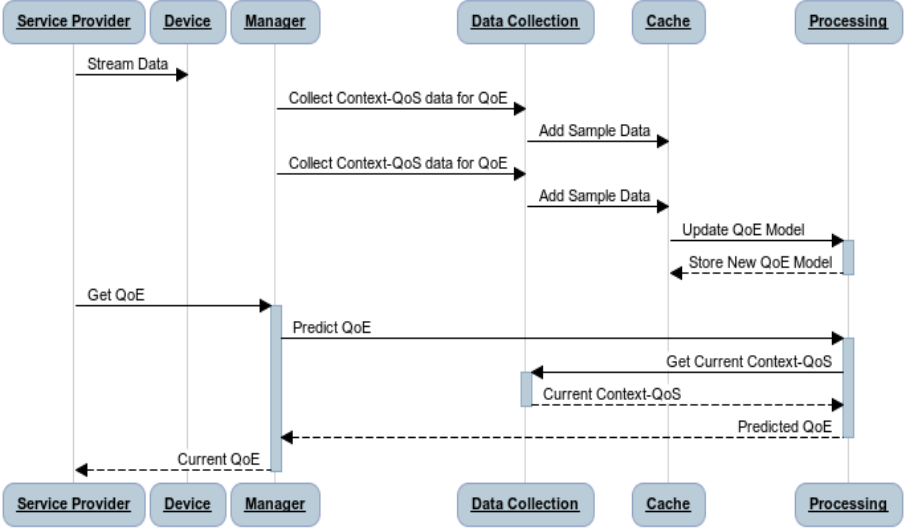 Service Provider Device Manager Data Collection Cache Processing
Stream Data
Collect Context-QoS data for QoE
Add Sample Data
Collect Context-QoS data for QoE
Add Sample Data
Update QoE Model
Store New QoE Model
Get QoE
Predict QoE
Get Current Context-QoS
Current Context-QoS
Predicted QoE
Current QoE
Service Provider Device Manager Data Collection Cache Processing